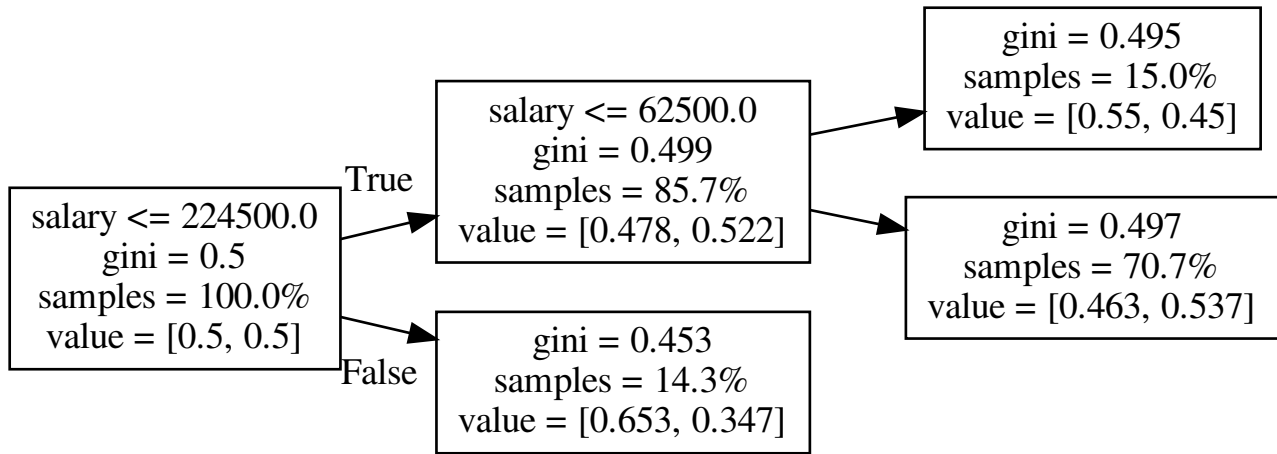 salary <= 224500.0
gini = 0.5
samples = 100.0%
value = [0.5, 0.5]
True
False
salary <= 62500.0
gini = 0.499
samples = 85.7%
value = [0.478, 0.522]
gini = 0.453
samples = 14.3%
value = [0.653, 0.347]
gini = 0.495
samples = 15.0%
value = [0.55, 0.45]
gini = 0.497
samples = 70.7%
value = [0.463, 0.537]